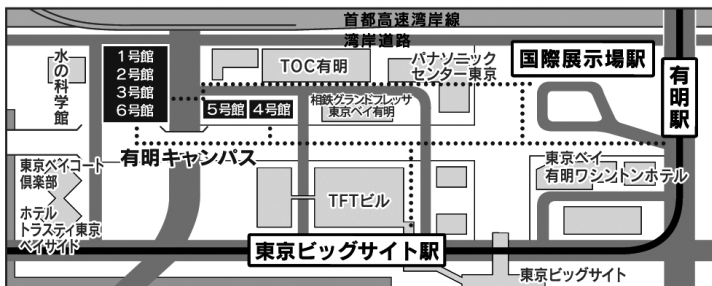 首都高速湾岸線
湾岸道路
水の科学館
1号館
2号館
3号館
6号館
TOC有明
パナソニック
センター東京
国際展示場駅
有明駅
5号館
4号館
相鉄グランドフレッサ
東京ベイ有明
有明キャンパス
東京ベイコート
倶楽部
ホテル
トラスティ東京
ベイサイド
TFTビル
東京ベイ
有明ワシントンホテル
東京ビッグサイト駅
東京ビッグサイト